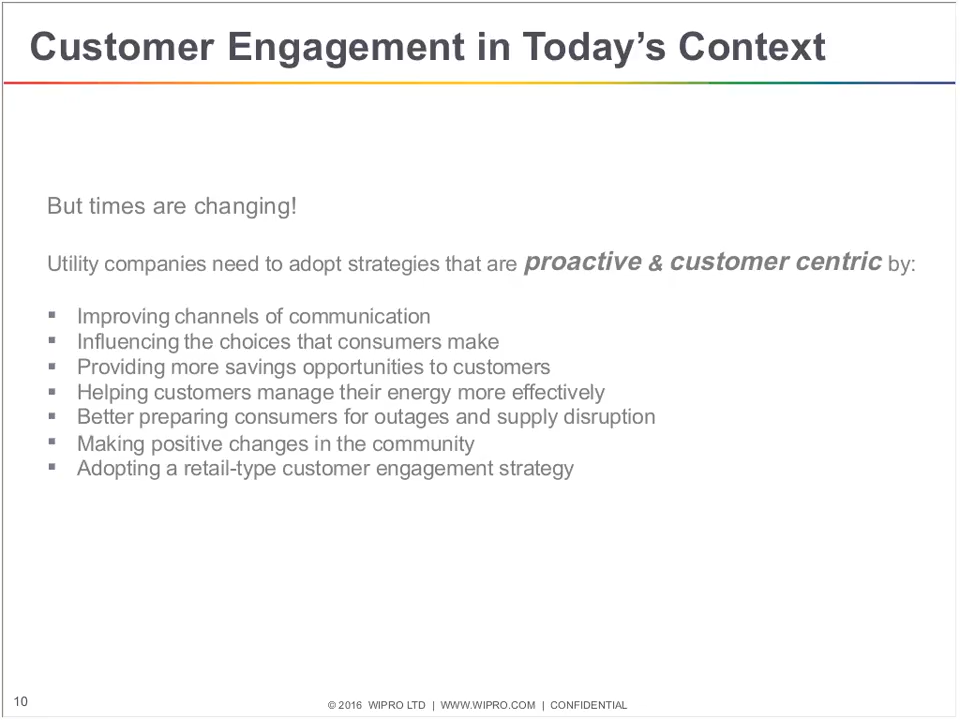 Customer Engagement in Today’s Context
But times are changing!
Utility companies need to adopt strategies that are proactive & customer centric by:
▪ Improving channels of communication
▪ Influencing the choices that consumers make
▪ Providing more savings opportunities to customers
▪ Helping customers manage their energy more effectively
▪ Better preparing consumers for outages and supply disruption
▪ Making positive changes in the community
▪ Adopting a retail-type customer engagement strategy
10
© 2016 WIPRO LTD | WWW.WIPRO.COM | CONFIDENTIAL